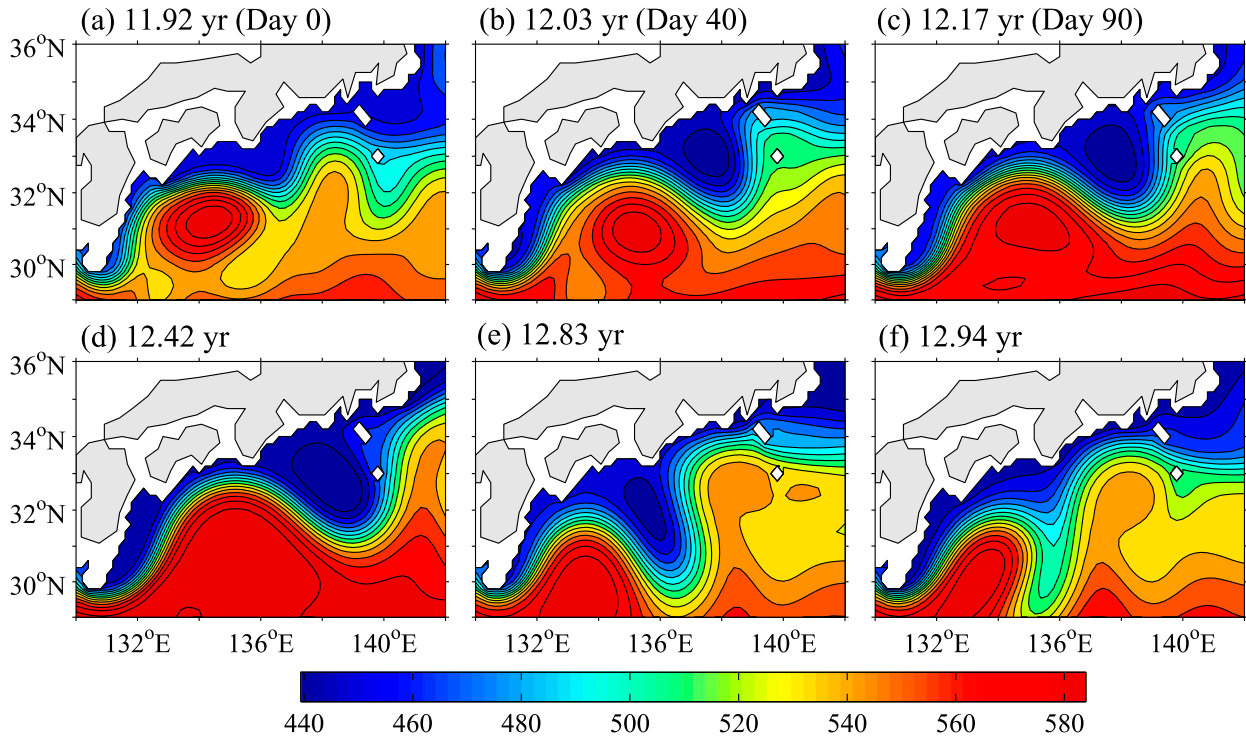 (a) 11.92 yr (Day 0)
(b) 12.03 yr (Day 40)
(c) 12.17 yr (Day 90)
36°N
34°N
32°N
30°N
(d) 12.42 yr
(e) 12.83 yr
(f) 12.94 yr
36°N
34°N
32°N
30°N
132°E 136°E 140°E
132°E 136°E 140°E
132°E 136°E 140°E
440 460 480 500 520 540 560 580